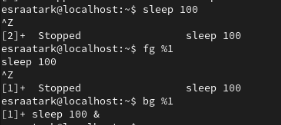 esraatark@localhost:~$ sleep 100
^Z
[2]+  Stopped                 sleep 100
esraatark@localhost:~$ fg %1
sleep 100
^Z
[1]+  Stopped                 sleep 100
esraatark@localhost:~$ bg %1
[1]+ sleep 100 &